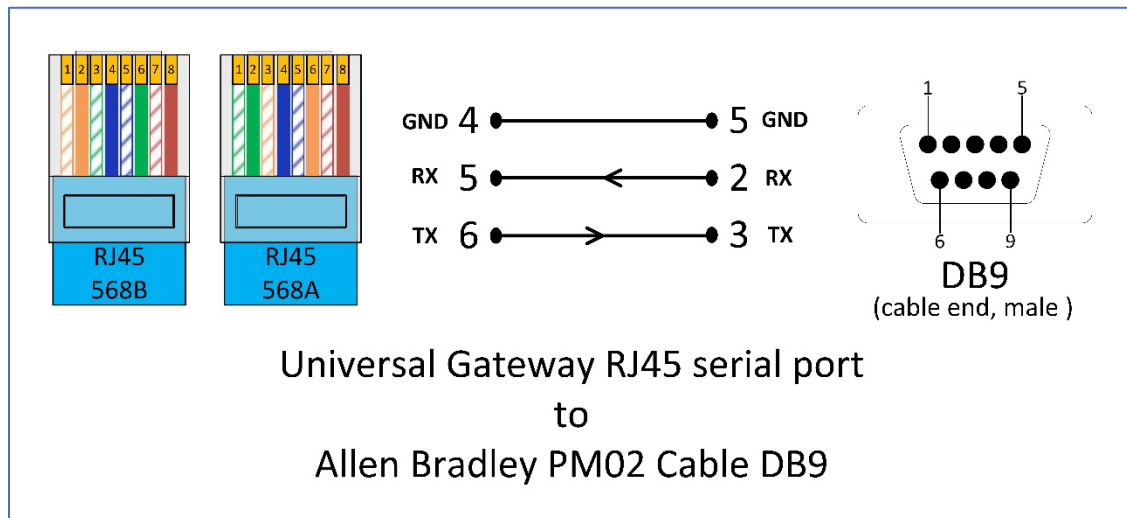 1 2 3 4 5 6 7 8
RJ45
568B
1 2 3 4 5 6 7 8
RJ45
568A
GND 4 5 GND
RX 5 2 RX
TX 6 3 TX
1 5
6 9
DB9
(cable end, male )
Universal Gateway RJ45 serial port
to
Allen Bradley PM02 Cable DB9